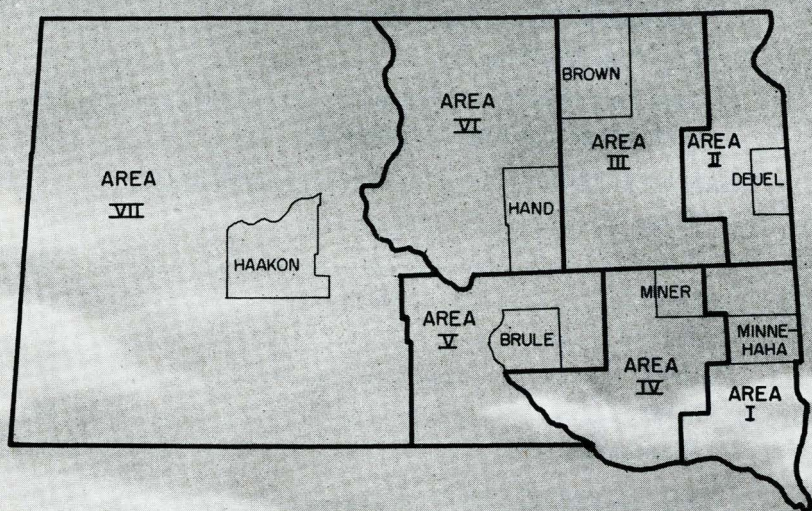 BROWN
AREA
VI
AREA
III
AREA
II
DEUEL
AREA
VII
HAND
HAAKON
MINER
AREA
V
BRULE
MINNE-
HAHA
AREA
IV
AREA
I